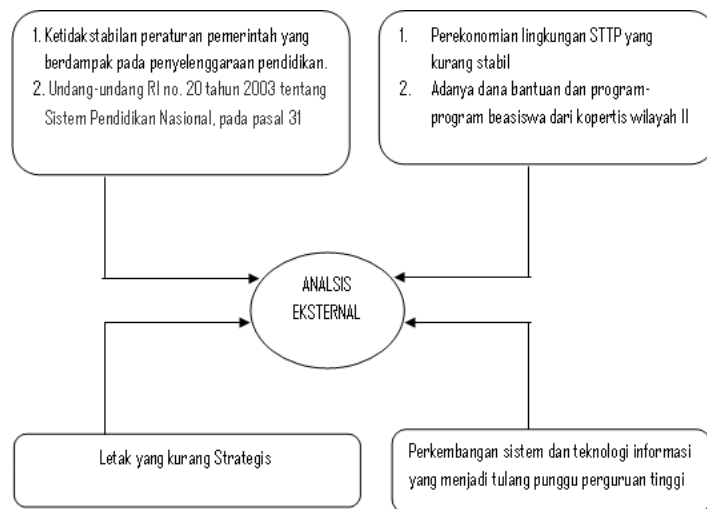 1. Ketidakstabilan peraturan pemerintah yang
berdampak pada penyelenggaraan pendidikan.
2. Undang-undang RI no. 20 tahun 2003 tentang
Sistem Pendidikan Nasional, pada pasal 31
1. Perekonomian lingkungan STTP yang
kurang stabil
2. Adanya dana bantuan dan program-
program beasiswa dari kopertis wilayah II
ANALSIS
EKSTERNAL
Letak yang kurang Strategis
Perkembangan sistem dan teknologi informasi
yang menjadi tulang punggu perguruan tinggi